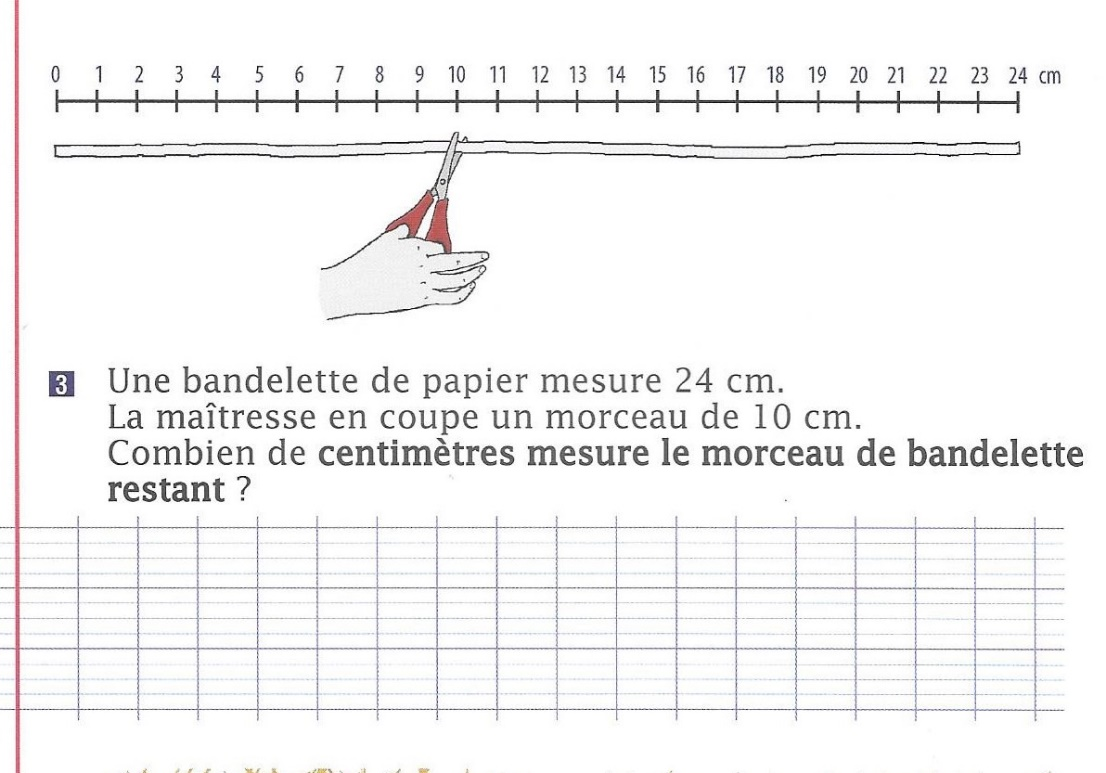 0 1 2 3 4 5 6 7 8 9 10 11 12 13 14 15 16 17 18 19 20 21 22 23 24 cm
3 Une bandelette de papier mesure 24 cm.
La maîtresse en coupe un morceau de 10 cm.
Combien de centimètres mesure le morceau de bandelette
restant ?